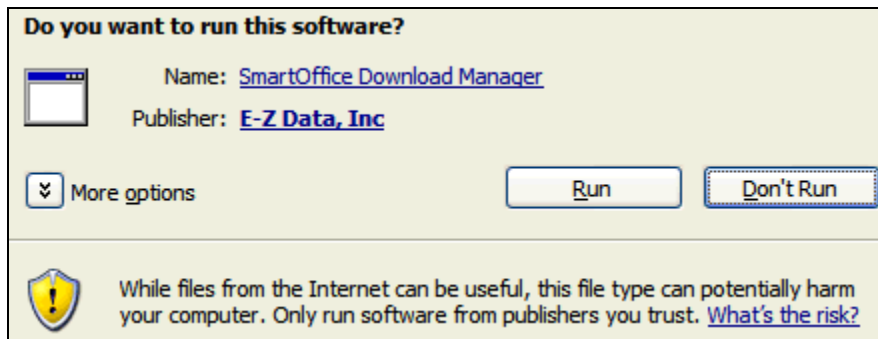 Do you want to run this software?
Name: SmartOffice Download Manager
Publisher: E-Z Data, Inc
More options
Run
Don't Run
While files from the Internet can be useful, this file type can potentially harm
your computer. Only run software from publishers you trust. What's the risk?